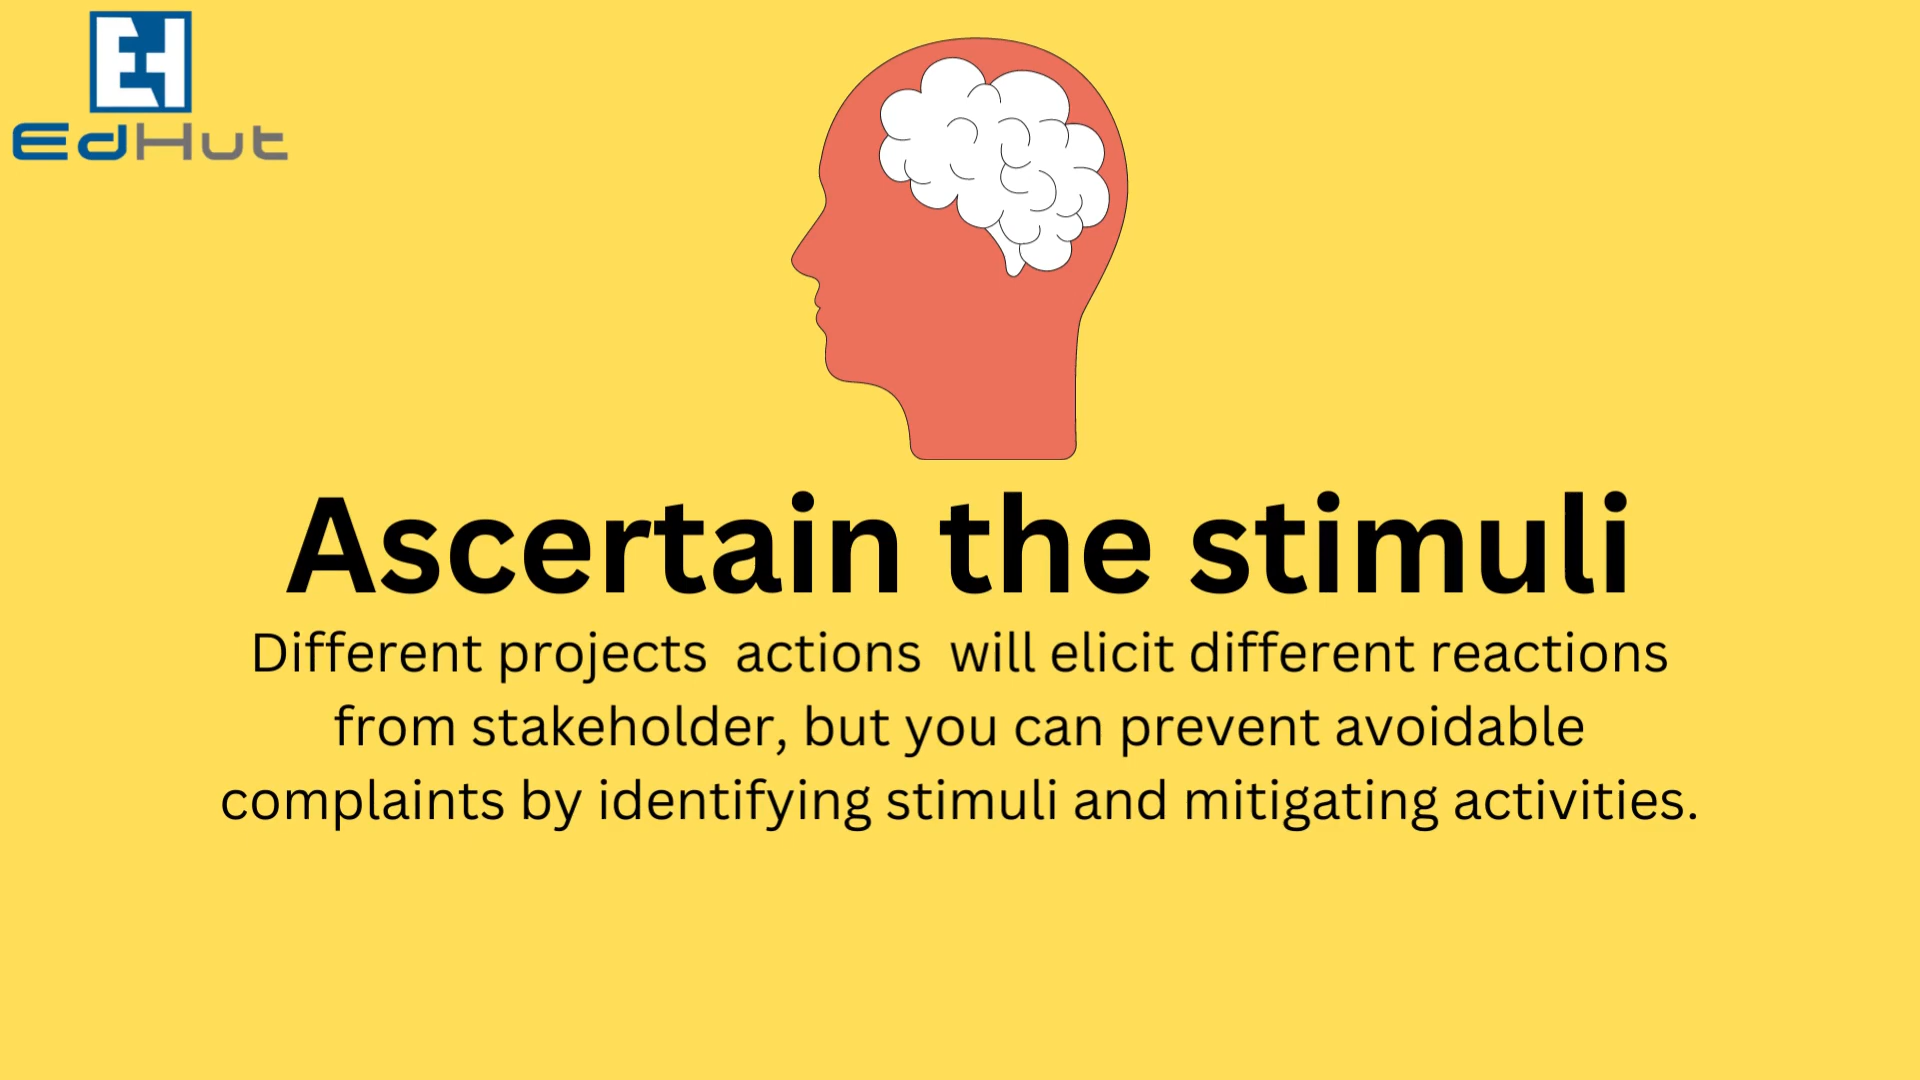 EH
EdHut
Ascertain the stimuli
Different projects  actions  will elicit different reactions
from stakeholder, but you can prevent avoidable
complaints by identifying stimuli and mitigating activities.